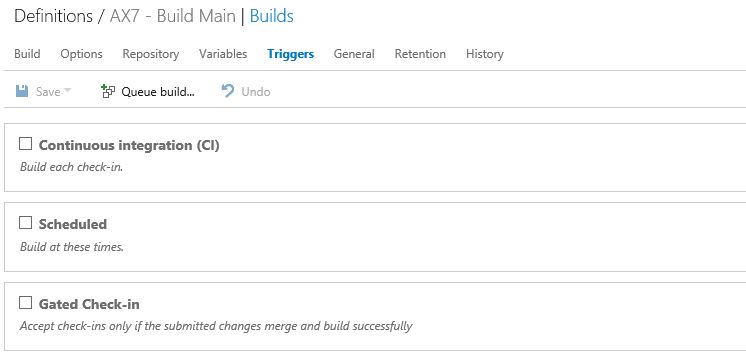 Definitions / AX7 - Build Main | Builds
Build Options Repository Variables Triggers General Retention History
Save Queue build... Undo
Continuous integration (CI)
Build each check-in.
Scheduled
Build at these times.
Gated Check-in
Accept check-ins only if the submitted changes merge and build successfully